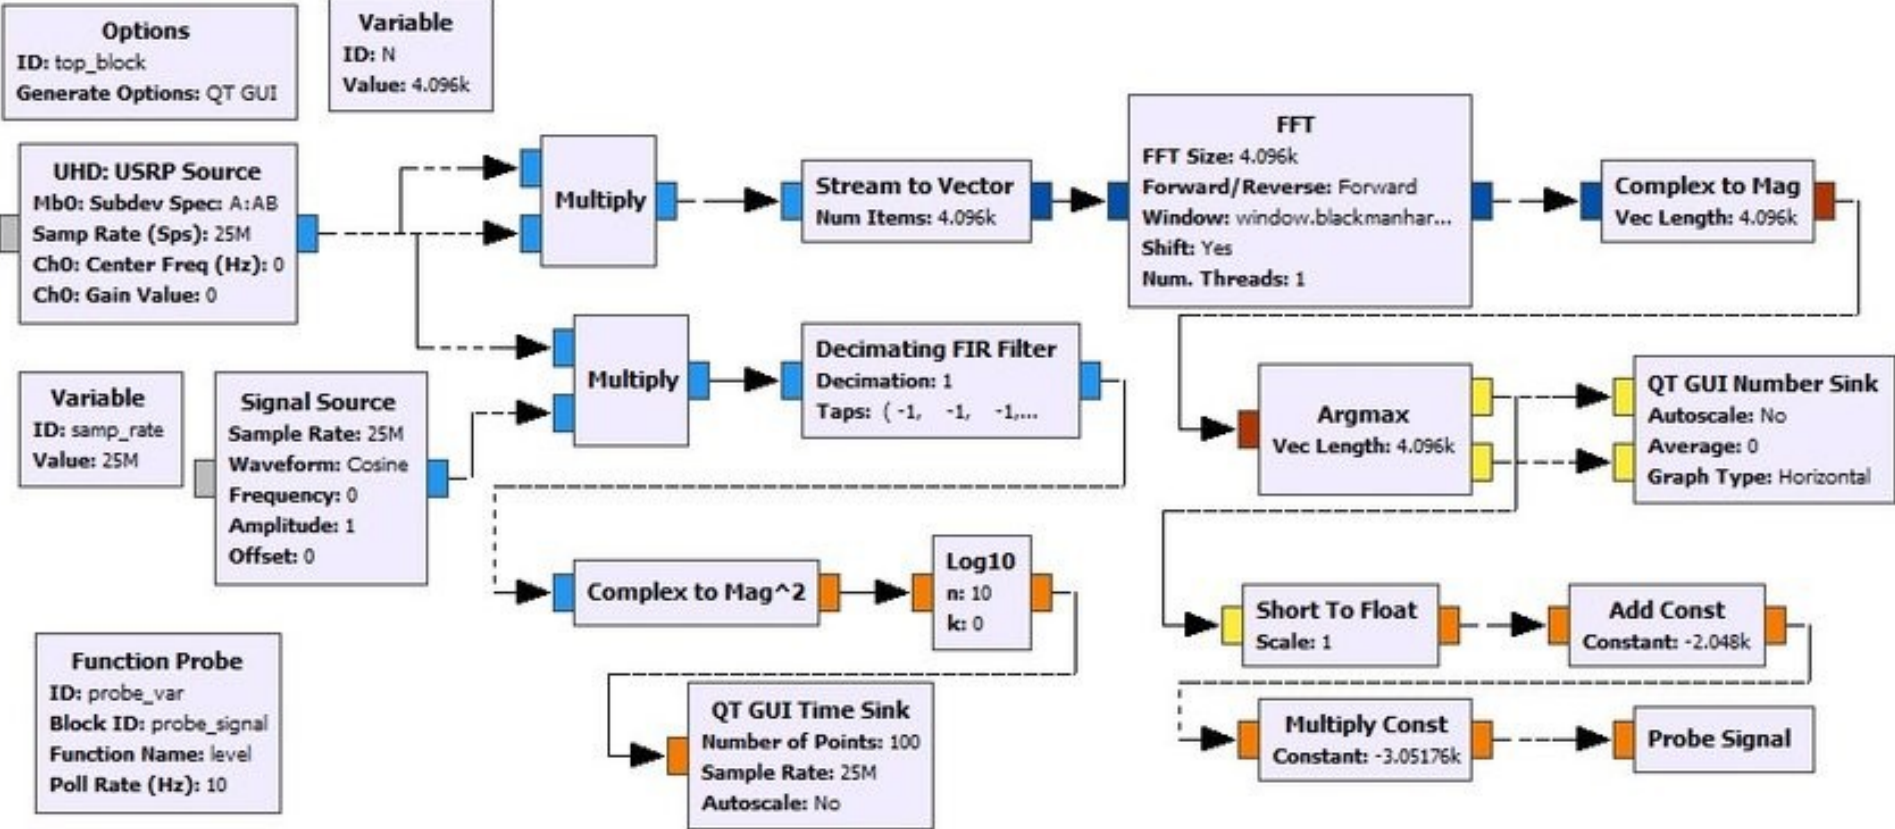 Options
ID: top_block
Generate Options: QT GUI
Variable
ID: N
Value: 4.096k
UHD: USRP Source
Mb0: Subdev Spec: A:AB
Samp Rate (Sps): 25M
Ch0: Center Freq (Hz): 0
Ch0: Gain Value: 0
Multiply
Stream to Vector
Num Items: 4.096k
FFT
FFT Size: 4.096k
Forward/Reverse: Forward
Window: window.blackmanhar...
Shift: Yes
Num. Threads: 1
Complex to Mag
Vec Length: 4.096k
Variable
ID: samp_rate
Value: 25M
Signal Source
Sample Rate: 25M
Waveform: Cosine
Frequency: 0
Amplitude: 1
Offset: 0
Multiply
Decimating FIR Filter
Decimation: 1
Taps: ( -1, -1, -1,...
Argmax
Vec Length: 4.096k
QT GUI Number Sink
Autoscale: No
Average: 0
Graph Type: Horizontal
Complex to Mag^2
Log10
n: 10
k: 0
Short To Float
Scale: 1
Add Const
Constant: -2.048k
Function Probe
ID: probe_var
Block ID: probe_signal
Function Name: level
Poll Rate (Hz): 10
QT GUI Time Sink
Number of Points: 100
Sample Rate: 25M
Autoscale: No
Multiply Const
Constant: -3.05176k
Probe Signal